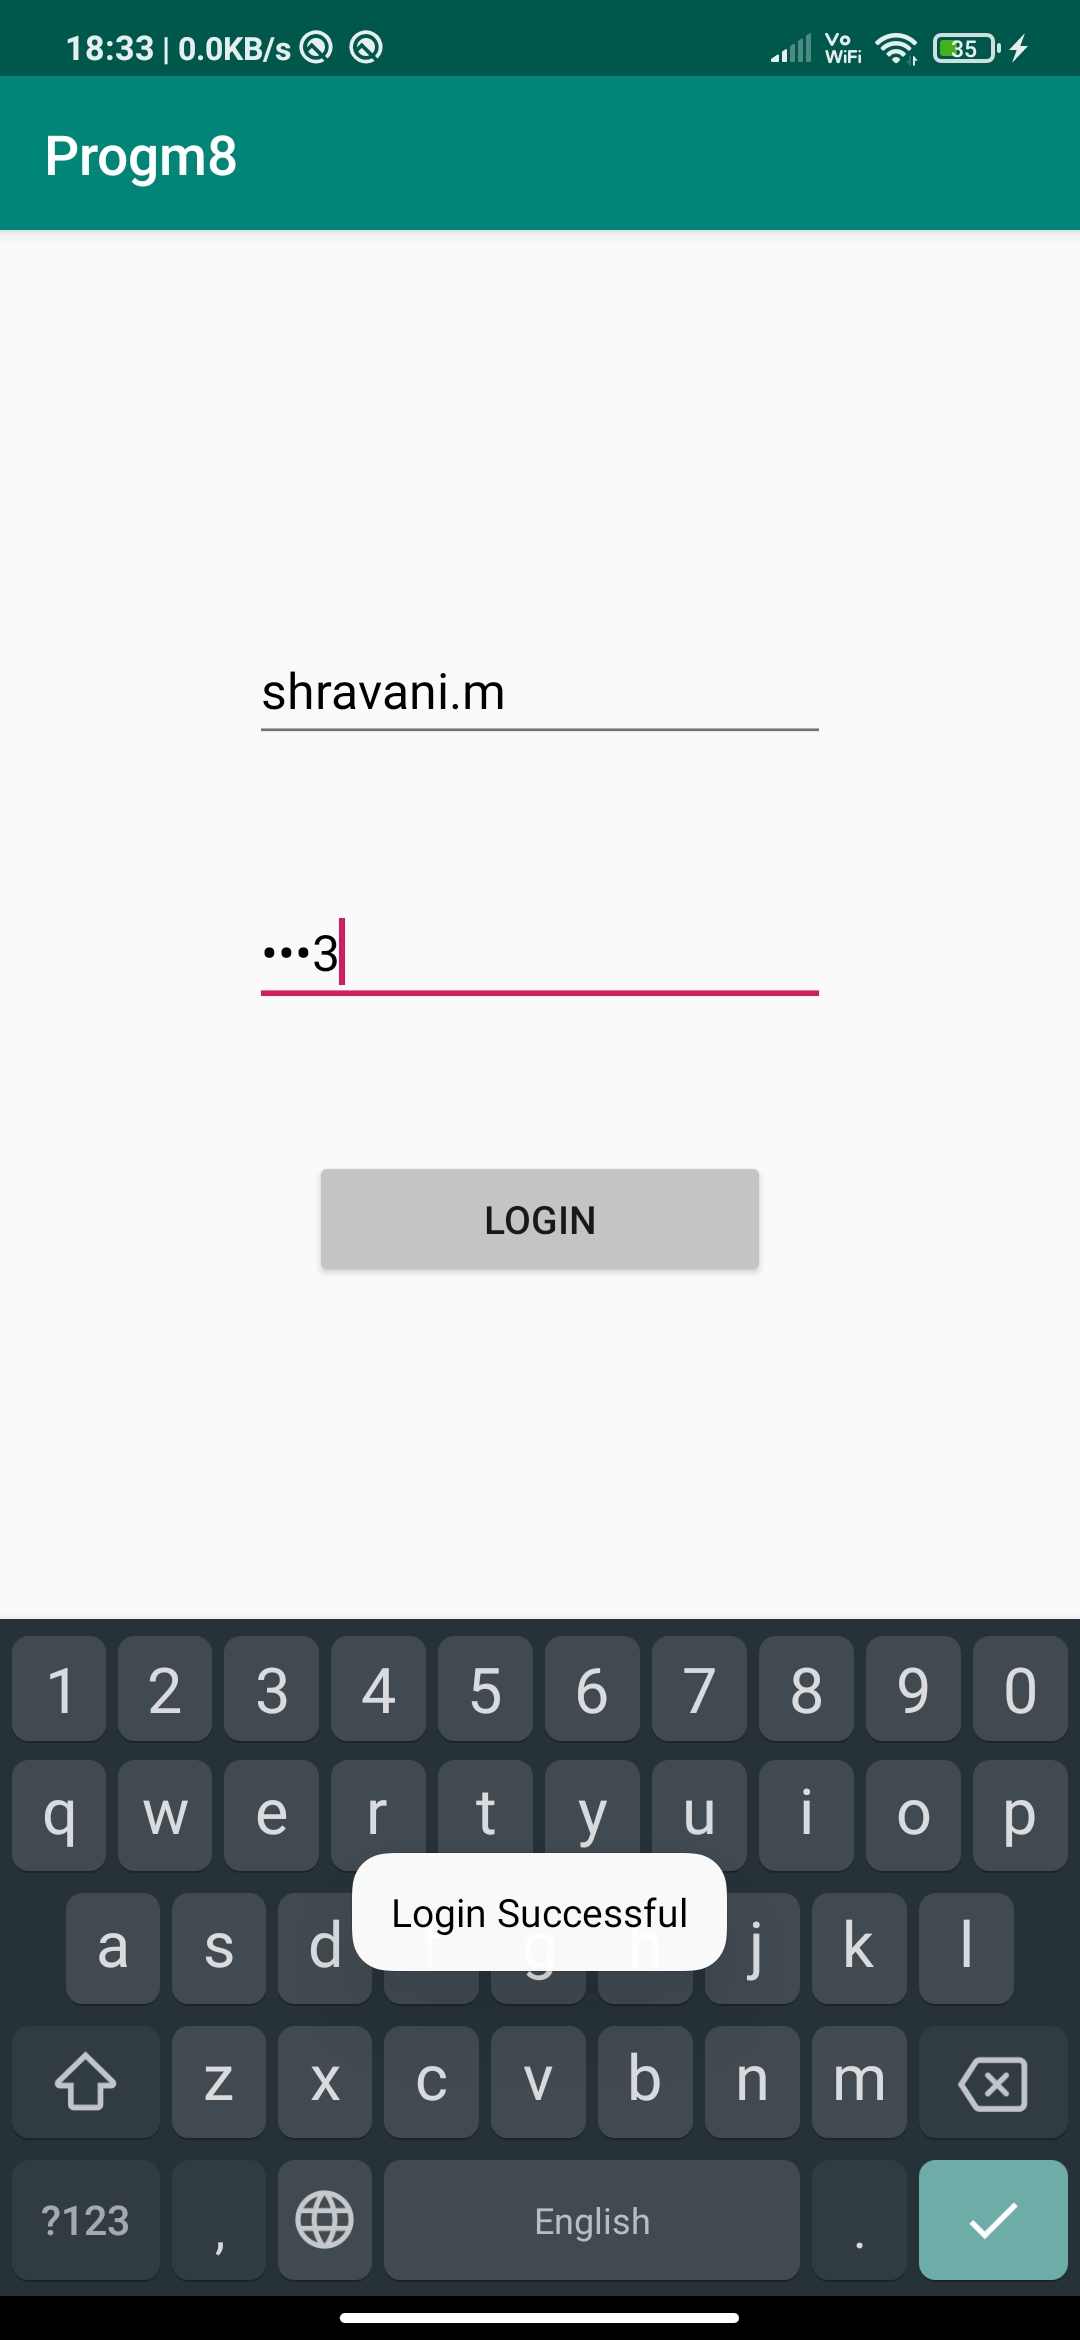 18:33 | 0.0KB/s Vo WiFi 35
Progm8
shravani.m
•••3
LOGIN
1 2 3 4 5 6 7 8 9 0
q w e r t y u i o p
Login Successful
a s d f g h j k l
z x c v b n m
?123 , English .